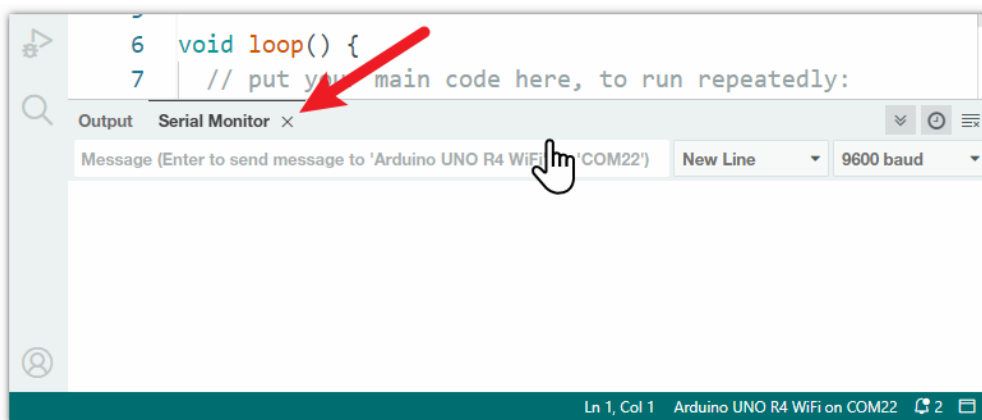 6 void loop() {
7 // put your main code here, to run repeatedly:
Output Serial Monitor ×
Message (Enter to send message to 'Arduino UNO R4 WiFi' 'COM22') New Line 9600 baud
Ln 1, Col 1 Arduino UNO R4 WiFi on COM22 2